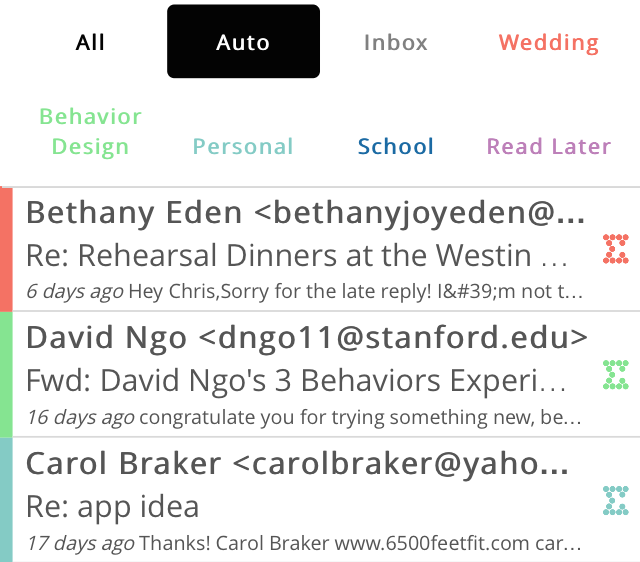 All
Auto
Inbox
Wedding
Behavior
Design
Personal
School
Read Later
Bethany Eden <bethanyjoyeden@...
Re: Rehearsal Dinners at the Westin ...
6 days ago Hey Chris,Sorry for the late reply! I&#39;m not t...
David Ngo <dngo11@stanford.edu>
Fwd: David Ngo's 3 Behaviors Experi...
16 days ago congratulate you for trying something new, be...
Carol Braker <carolbraker@yaho...
Re: app idea
17 days ago Thanks! Carol Braker www.6500feetfit.com car...